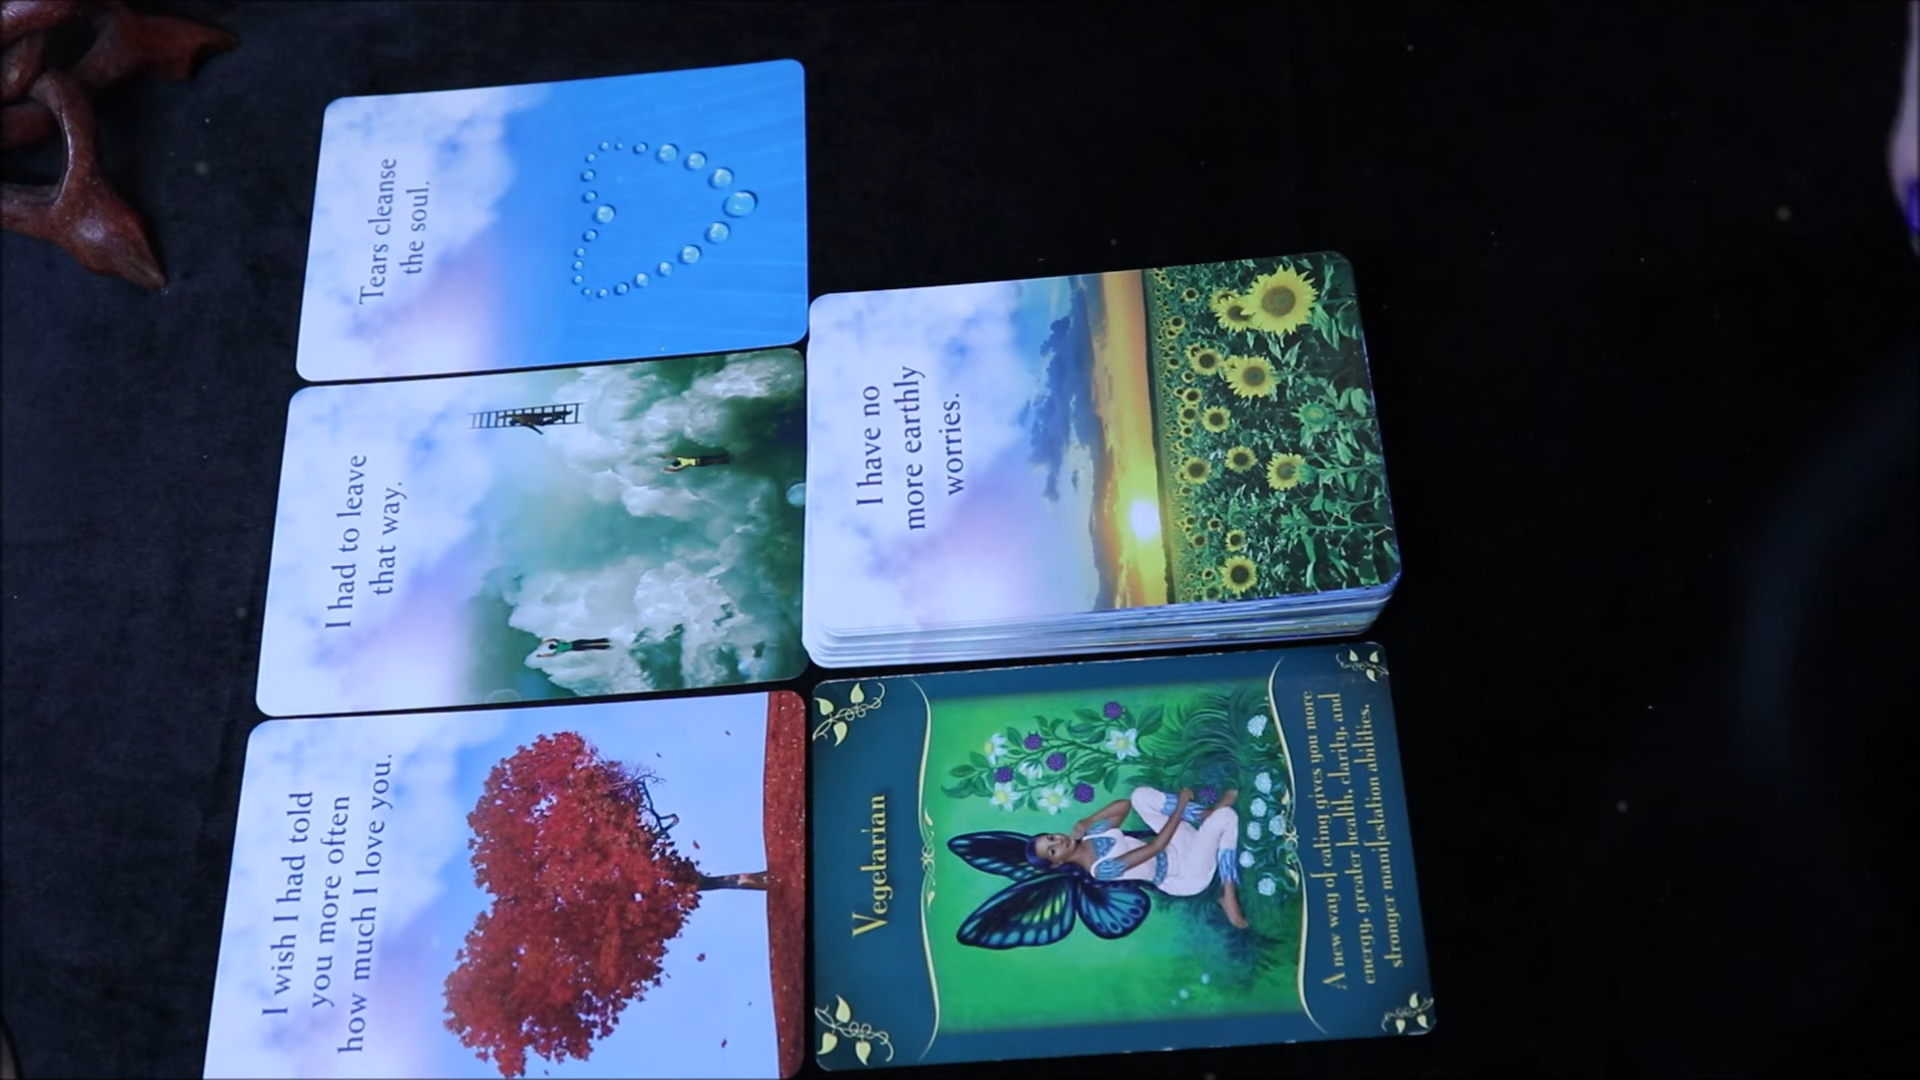 Tears cleanse
the soul.
I had to leave
that way.
I wish I had told
you more often
how much I love you.
I have no
more earthly
worries.
Vegetarian
A new way of eating gives you more
energy, greater health, clarity, and
stronger manifestation abilities.